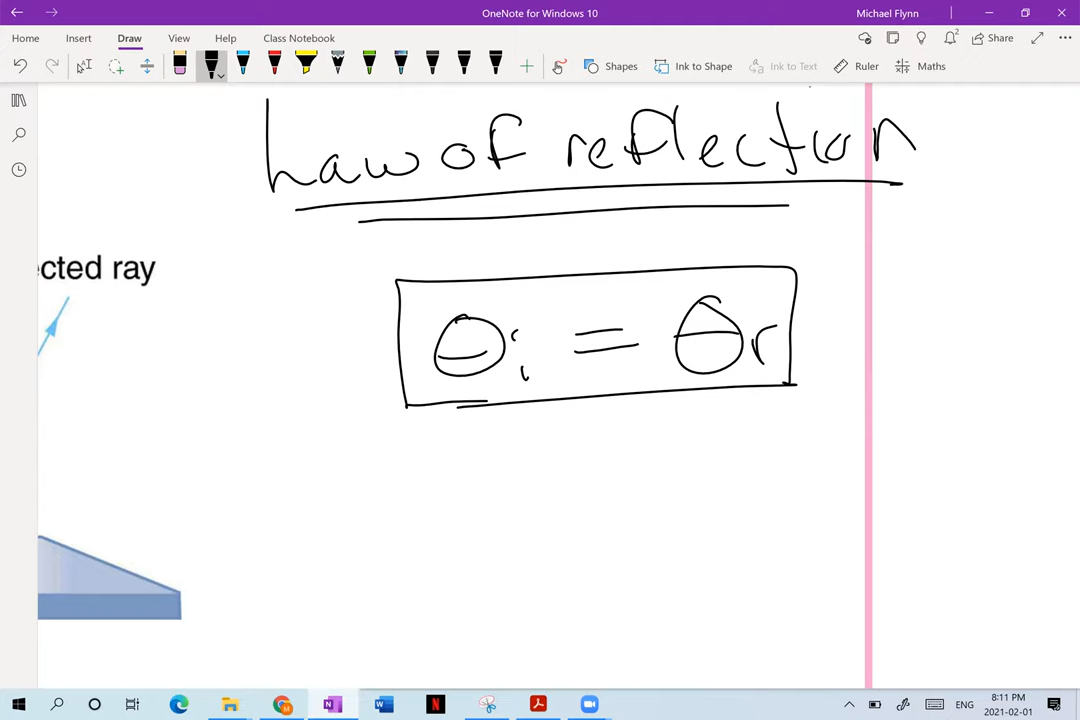 OneNote for Windows 10
Michael Flynn
Home Insert Draw View Help Class Notebook
Share
Shapes Ink to Shape Ink to Text Ruler Maths
Law of reflection
cted ray
θi = θr
8:11 PM
ENG
2021-02-01